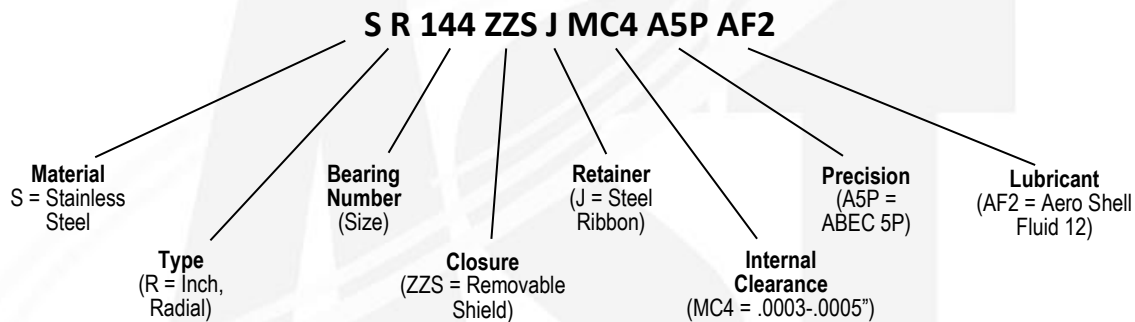 S R 144 ZZS J MC4 A5P AF2
Material
S = Stainless
Steel
Bearing
Number
(Size)
Retainer
(J = Steel
Ribbon)
Precision
(A5P =
ABEC 5P)
Lubricant
(AF2 = Aero Shell
Fluid 12)
Type
(R = Inch,
Radial)
Closure
(ZZS = Removable
Shield)
Internal
Clearance
(MC4 = .0003-.0005”)